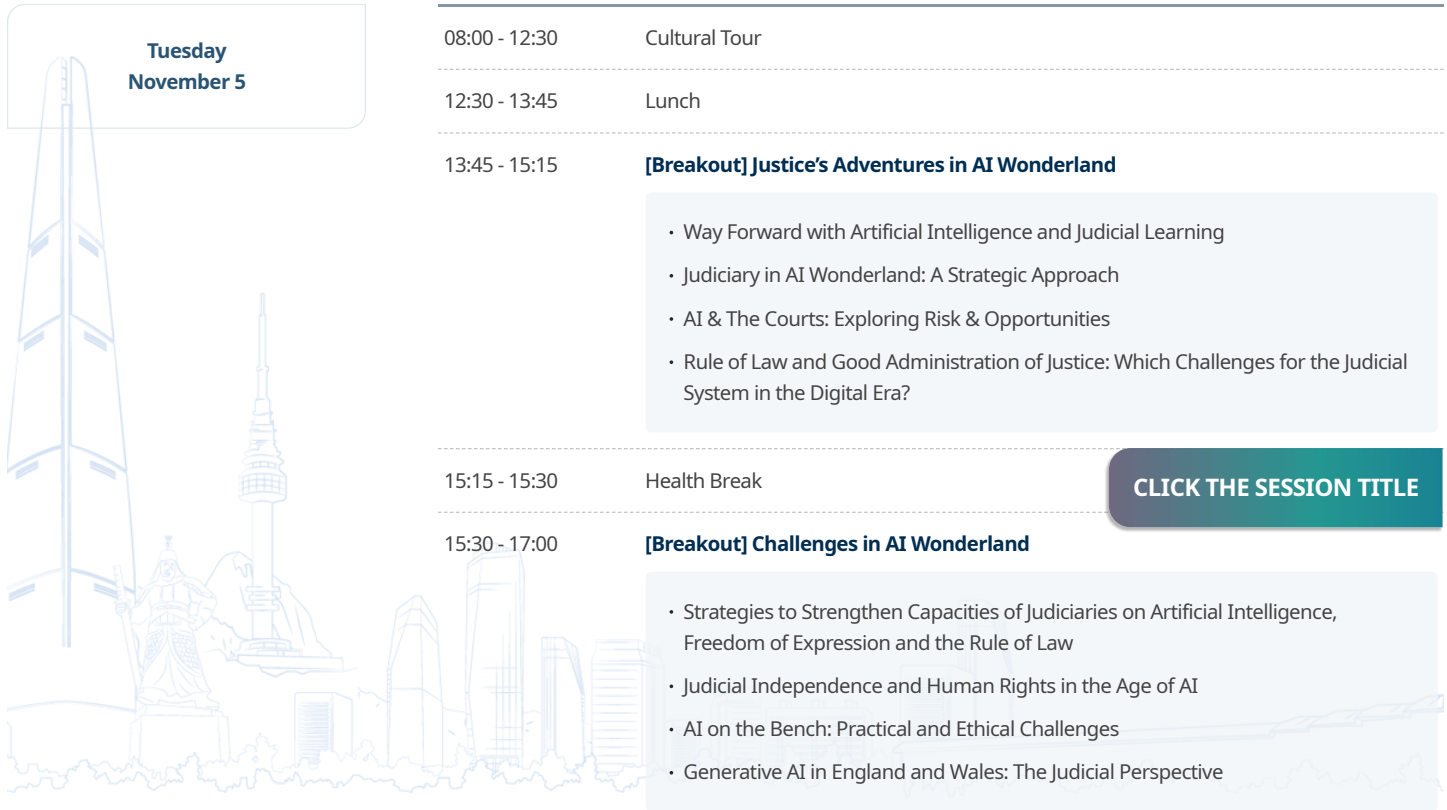 Tuesday
November 5
08:00 - 12:30 Cultural Tour
12:30 - 13:45 Lunch
13:45 - 15:15 [Breakout] Justice’s Adventures in AI Wonderland
· Way Forward with Artificial Intelligence and Judicial Learning
· Judiciary in AI Wonderland: A Strategic Approach
· AI & The Courts: Exploring Risk & Opportunities
· Rule of Law and Good Administration of Justice: Which Challenges for the Judicial
System in the Digital Era?
15:15 - 15:30 Health Break
CLICK THE SESSION TITLE
15:30 - 17:00 [Breakout] Challenges in AI Wonderland
· Strategies to Strengthen Capacities of Judiciaries on Artificial Intelligence,
Freedom of Expression and the Rule of Law
· Judicial Independence and Human Rights in the Age of AI
· AI on the Bench: Practical and Ethical Challenges
· Generative AI in England and Wales: The Judicial Perspective